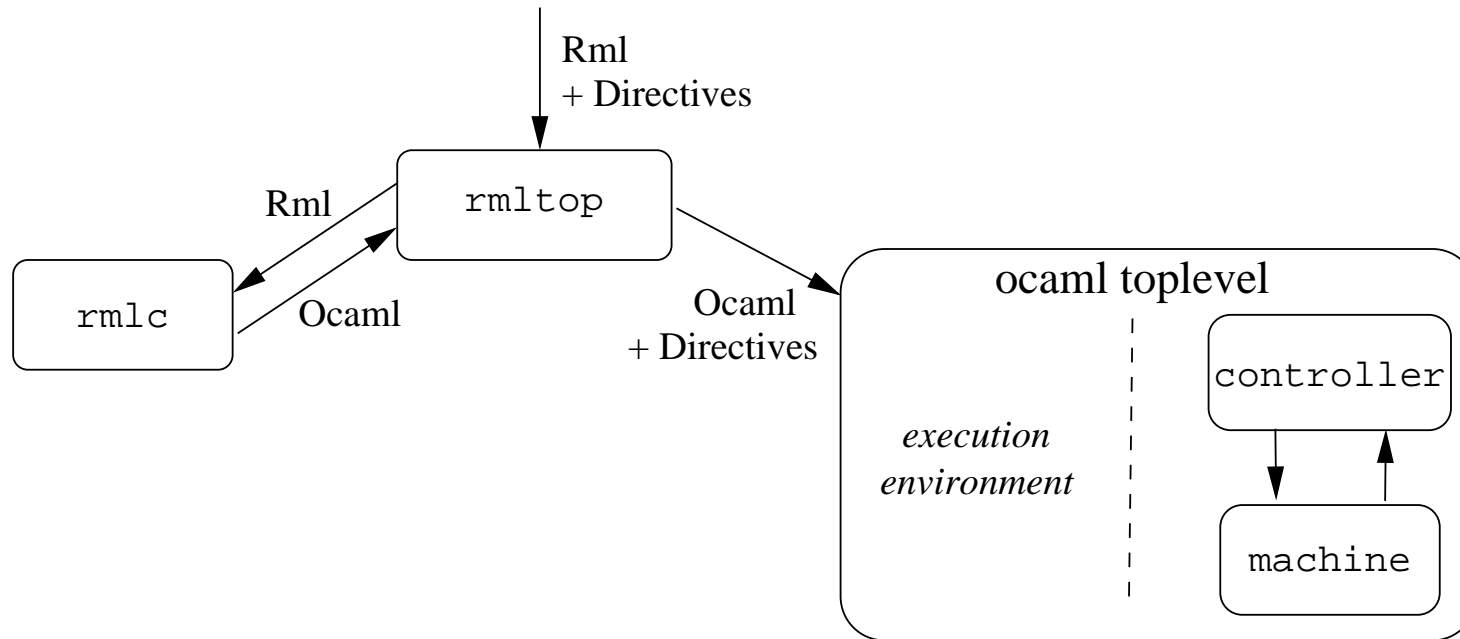 Rml
+ Directives
rmltop
Rml
rmlc
Ocaml
Ocaml
+ Directives
ocaml toplevel
execution
environment
controller
machine